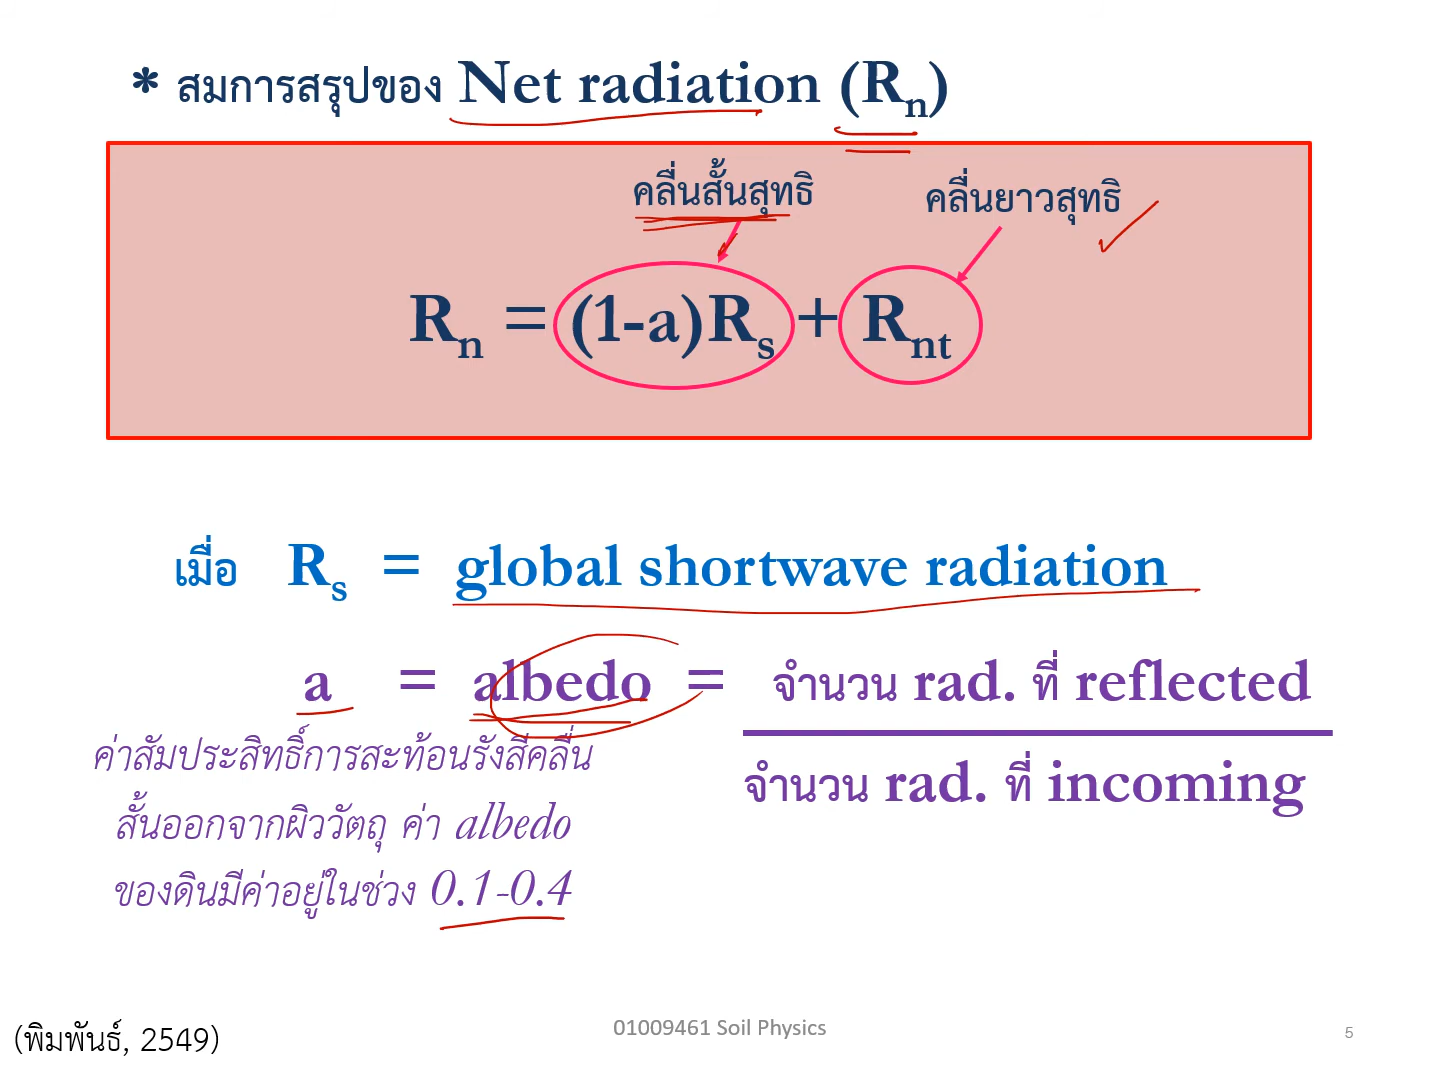 * สมการสรุปของ Net radiation (Rn)
คลื่นสั้นสุทธิ
คลื่นยาวสุทธิ
Rn = (1-a)Rs + Rnt
เมื่อ Rs = global shortwave radiation
a = albedo = จำนวน rad. ที่ reflected
จำนวน rad. ที่ incoming
ค่าสัมประสิทธิ์การสะท้อนรังสีคลื่น
สั้นออกจากผิววัตถุ ค่า albedo
ของดินมีค่าอยู่ในช่วง 0.1-0.4
(พิมพันธ์, 2549)
01009461 Soil Physics
5